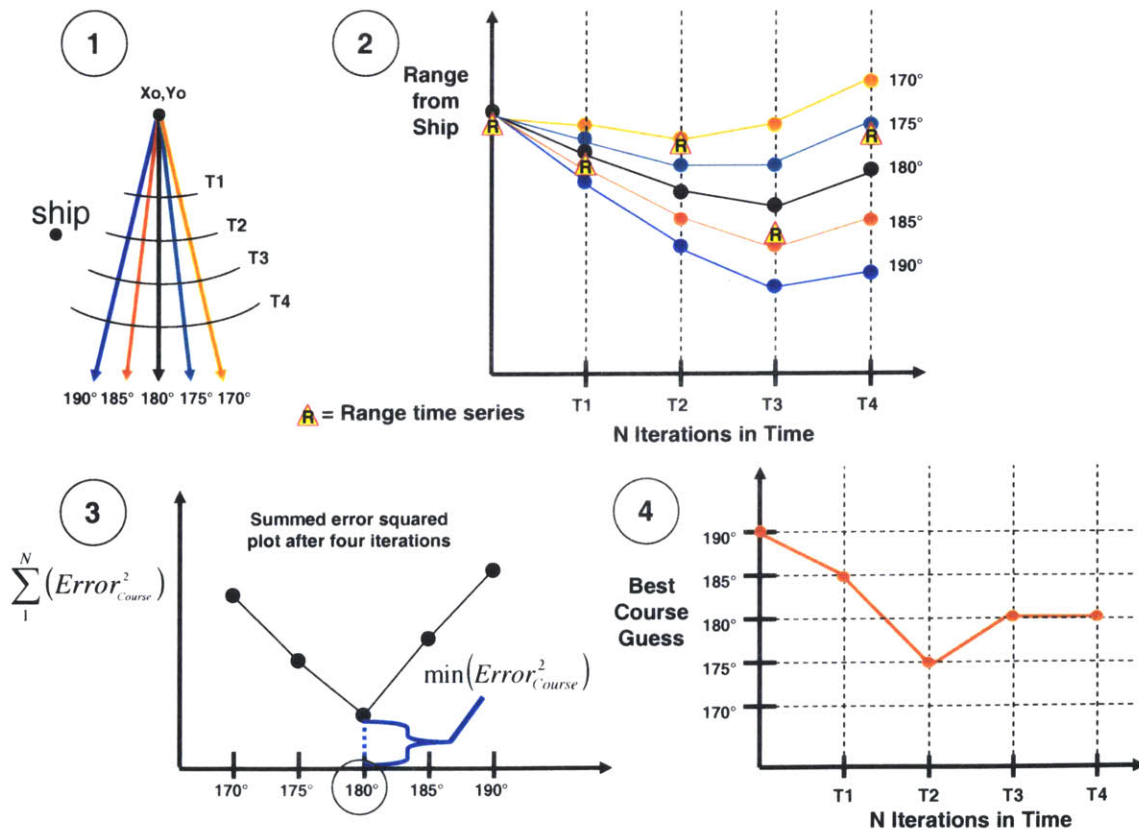 1
Xo,Yo
ship
T1
T2
T3
T4
190° 185° 180° 175° 170°
2
Range
from
Ship
R
R
R
R
R
170°
175°
180°
185°
190°
T1 T2 T3 T4
N Iterations in Time
R = Range time series
3
Summed error squared
plot after four iterations
N
∑ (Error²Course)
1
min(Error²Course)
170° 175° 180° 185° 190°
4
Best
Course
Guess
190°
185°
180°
175°
170°
T1 T2 T3 T4
N Iterations in Time